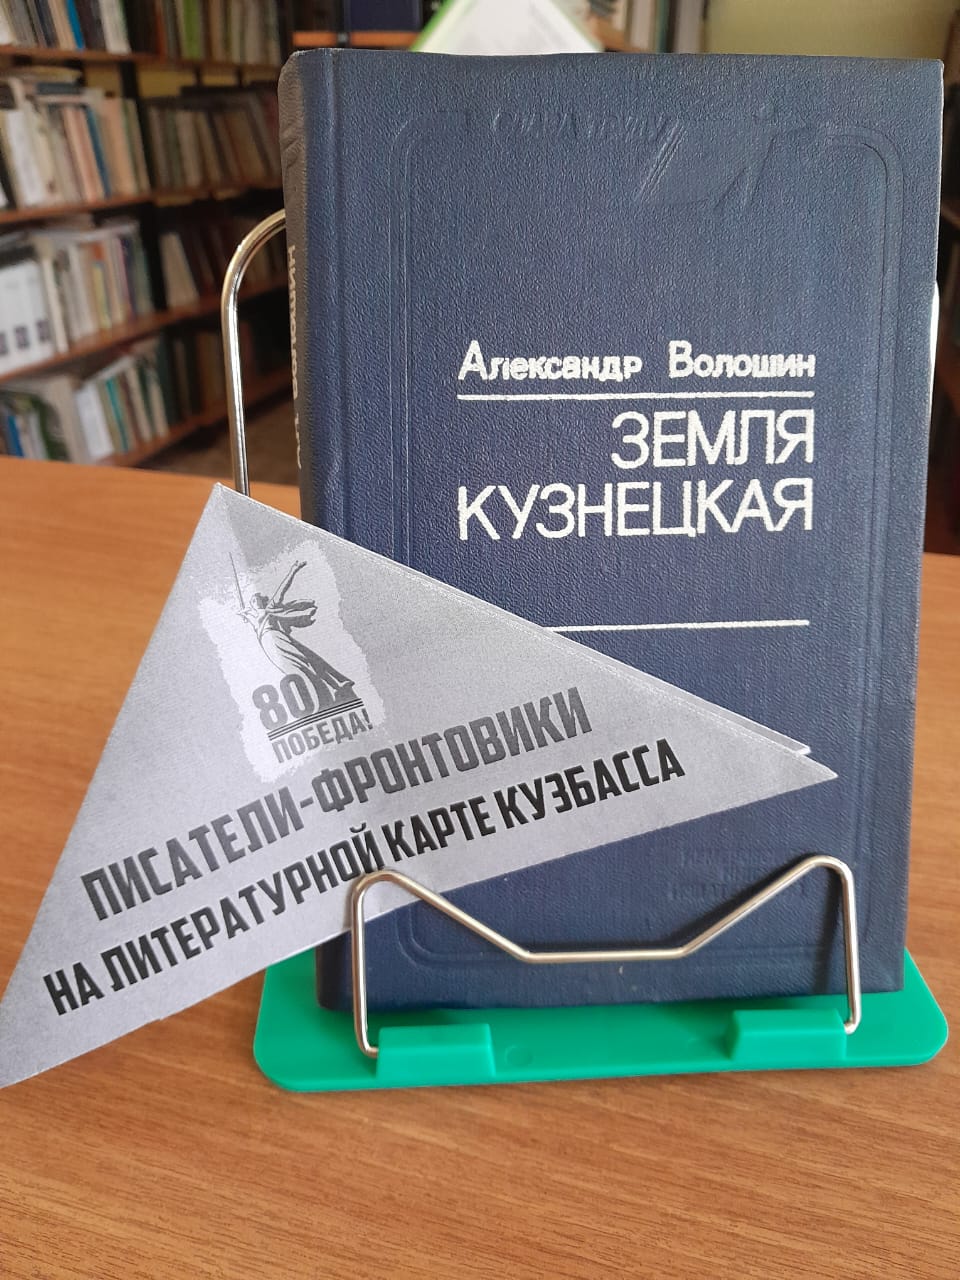 Александр Волошин
ЗЕМЛЯ
КУЗНЕЦКАЯ
80
ПОБЕДА!
ПИСАТЕЛИ-ФРОНТОВИКИ
НА ЛИТЕРАТУРНОЙ КАРТЕ КУЗБАССА